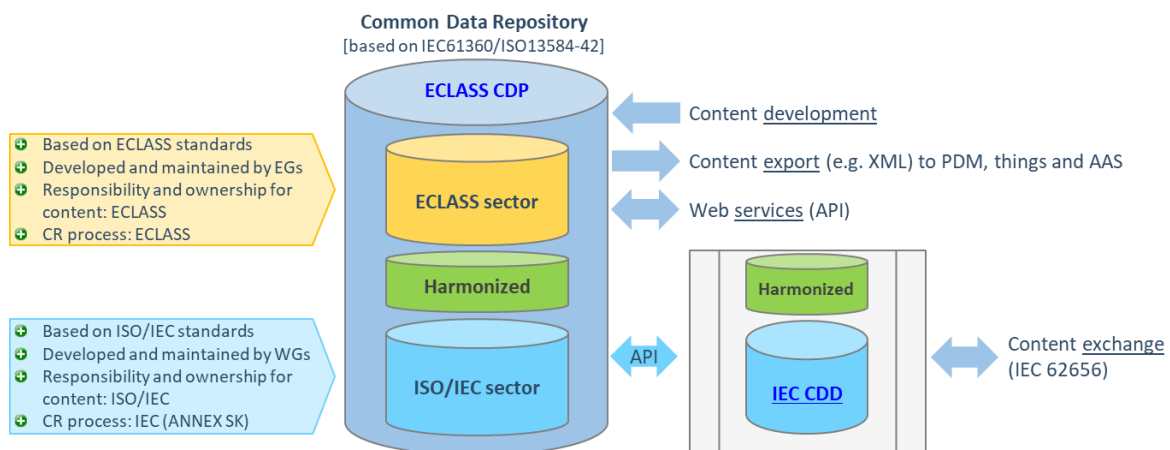 Common Data Repository
[based on IEC61360/ISO13584-42]
ECLASS CDP
Based on ECLASS standards
Developed and maintained by EGs
Responsibility and ownership for
content: ECLASS
CR process: ECLASS
ECLASS sector
Content development
Content export (e.g. XML) to PDM, things and AAS
Web services (API)
Harmonized
Harmonized
Based on ISO/IEC standards
Developed and maintained by WGs
Responsibility and ownership for
content: ISO/IEC
CR process: IEC (ANNEX SK)
ISO/IEC sector
API
IEC CDD
Content exchange
(IEC 62656)